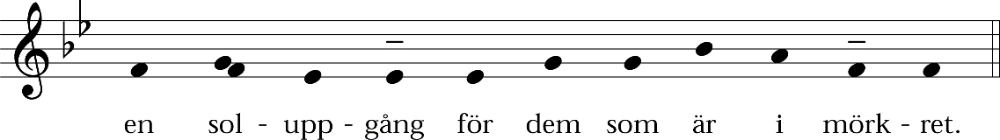 en sol - upp - gång för dem som är i mörk - ret.